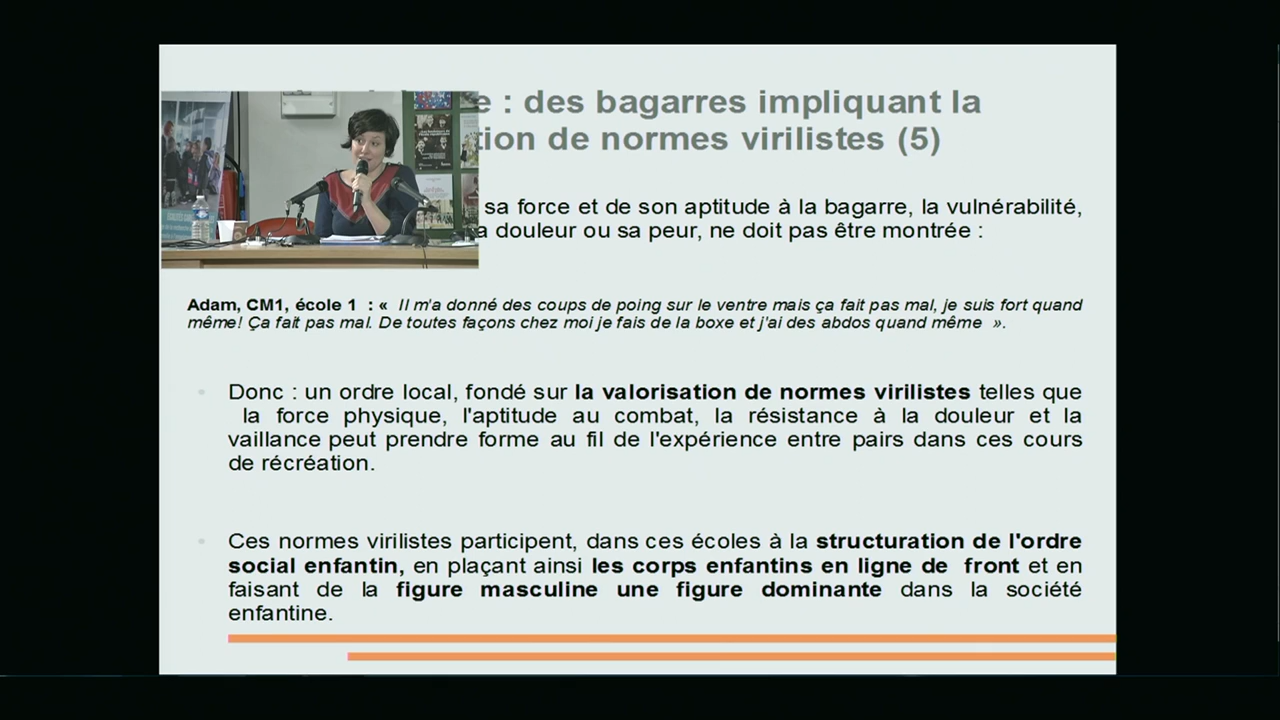 e : des bagarres impliquant la
tion de normes virilistes (5)
sa force et de son aptitude à la bagarre, la vulnérabilité,
a douleur ou sa peur, ne doit pas être montrée :
Adam, CM1, école 1 : « Il m'a donné des coups de poing sur le ventre mais ça fait pas mal, je suis fort quand
même! Ça fait pas mal. De toutes façons chez moi je fais de la boxe et j'ai des abdos quand même ».
Donc : un ordre local, fondé sur la valorisation de normes virilistes telles que
la force physique, l'aptitude au combat, la résistance à la douleur et la
vaillance peut prendre forme au fil de l'expérience entre pairs dans ces cours
de récréation.
Ces normes virilistes participent, dans ces écoles à la structuration de l'ordre
social enfantin, en plaçant ainsi les corps enfantins en ligne de front et en
faisant de la figure masculine une figure dominante dans la société
enfantine.